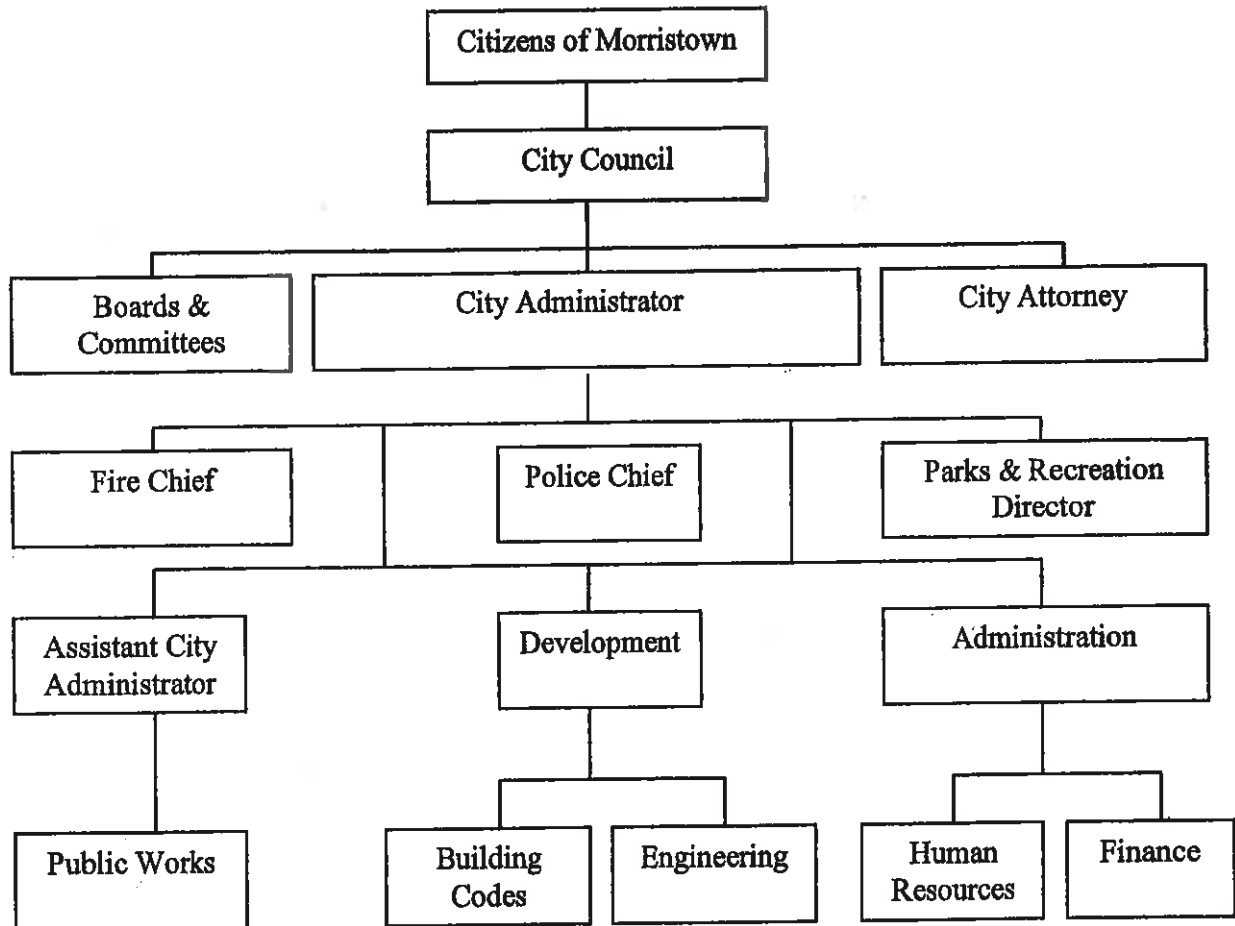 Citizens of Morristown
City Council
Boards &
Committees
City Administrator
City Attorney
Fire Chief
Police Chief
Parks & Recreation
Director
Assistant City
Administrator
Development
Administration
Public Works
Building
Codes
Engineering
Human
Resources
Finance